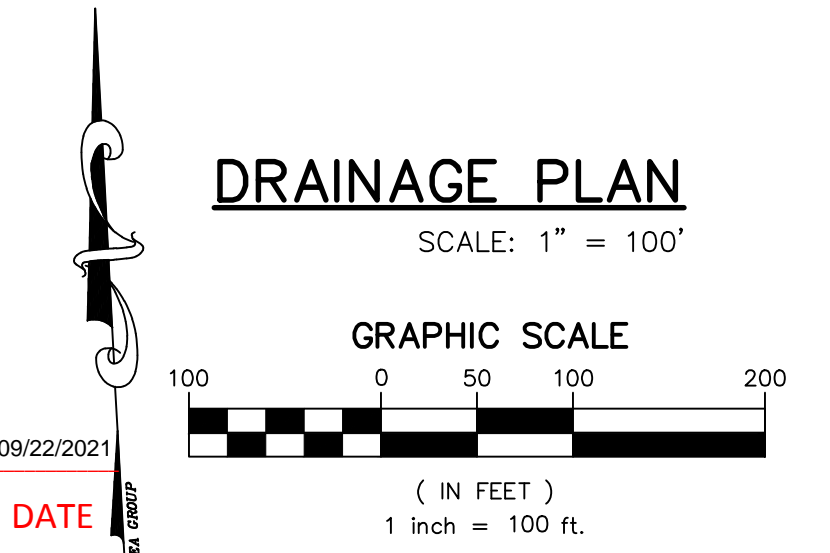 DRAINAGE PLAN
SCALE: 1” = 100’
GRAPHIC SCALE
100 0 50 100 200
( IN FEET )
1 inch = 100 ft.
09/22/2021
DATE
GROUP